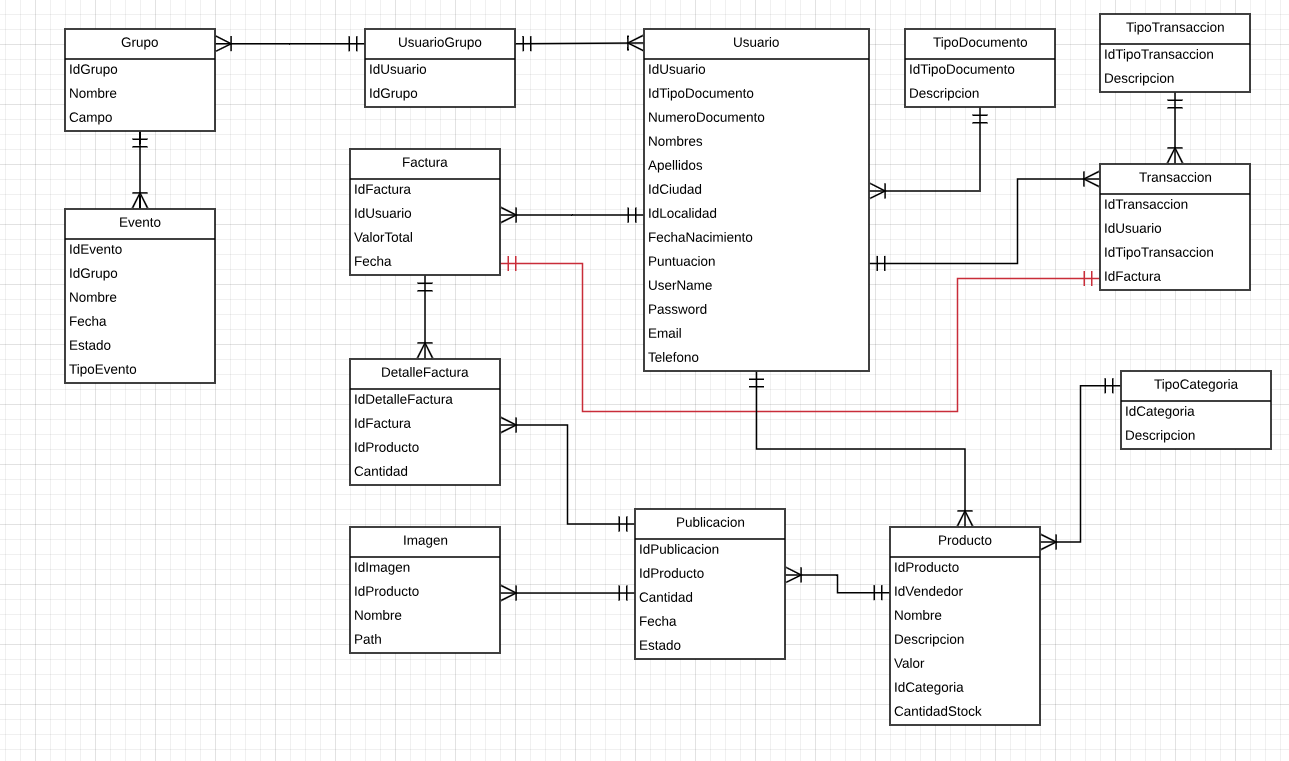 Grupo
IdGrupo
Nombre
Campo
UsuarioGrupo
IdUsuario
IdGrupo
Usuario
IdUsuario
IdTipoDocumento
NumeroDocumento
Nombres
Apellidos
IdCiudad
IdLocalidad
FechaNacimiento
Puntuacion
UserName
Password
Email
Telefono
TipoDocumento
IdTipoDocumento
Descripcion
TipoTransaccion
IdTipoTransaccion
Descripcion
Factura
IdFactura
IdUsuario
ValorTotal
Fecha
Transaccion
IdTransaccion
IdUsuario
IdTipoTransaccion
IdFactura
Evento
IdEvento
IdGrupo
Nombre
Fecha
Estado
TipoEvento
DetalleFactura
IdDetalleFactura
IdFactura
IdProducto
Cantidad
TipoCategoria
IdCategoria
Descripcion
Imagen
IdImagen
IdProducto
Nombre
Path
Publicacion
IdPublicacion
IdProducto
Cantidad
Fecha
Estado
Producto
IdProducto
IdVendedor
Nombre
Descripcion
Valor
IdCategoria
CantidadStock